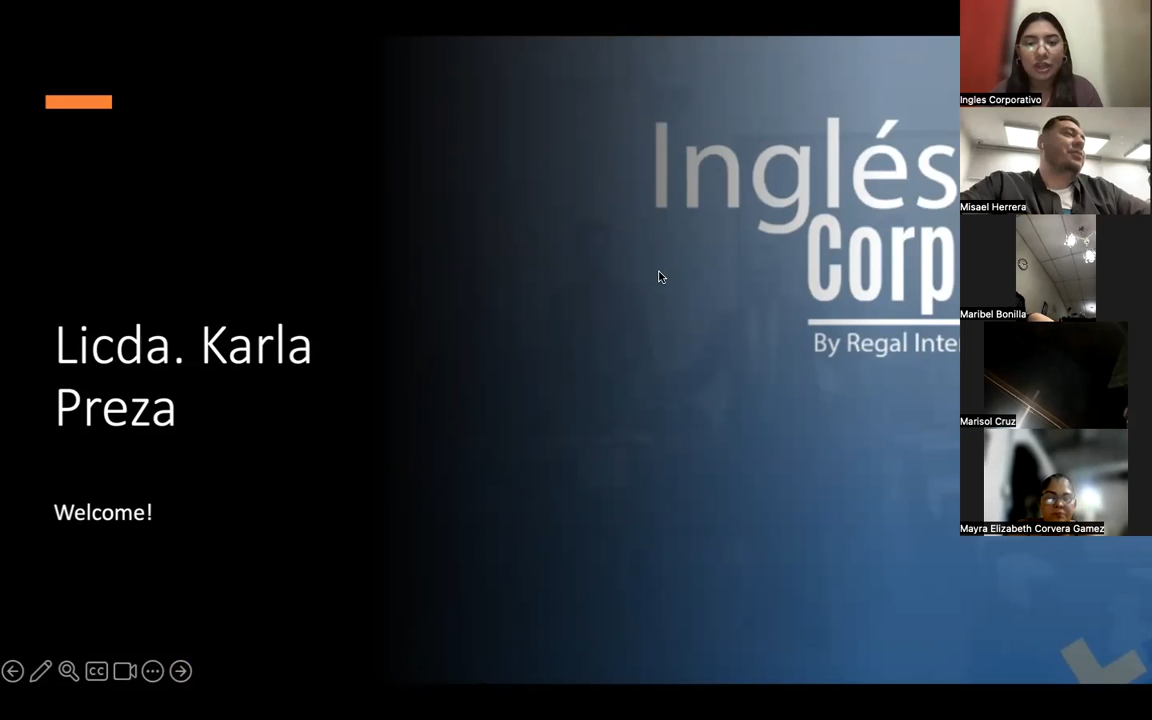 Licda. Karla
Preza
Welcome!
Inglés
Corp
By Regal Inte
CC
Ingles Corporativo
Misael Herrera
Maribel Bonilla
Marisol Cruz
Mayra Elizabeth Corvera Gamez